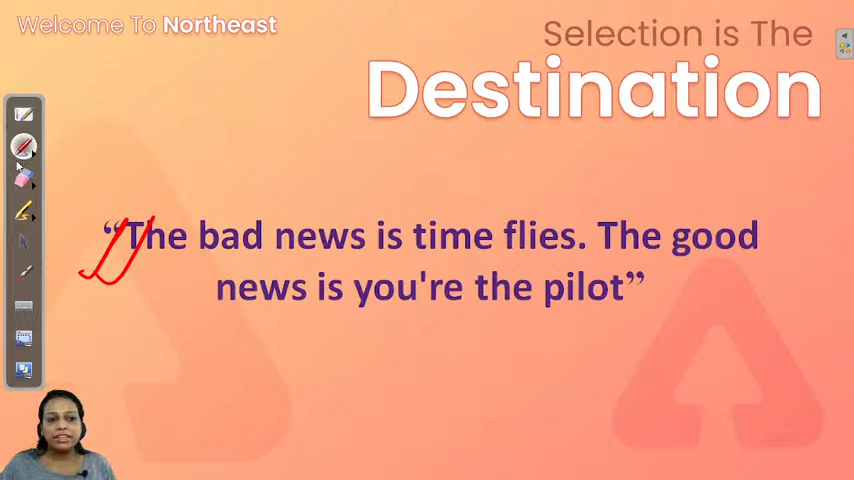 Welcome To Northeast
Selection is The
Destination
“The bad news is time flies. The good
news is you're the pilot”